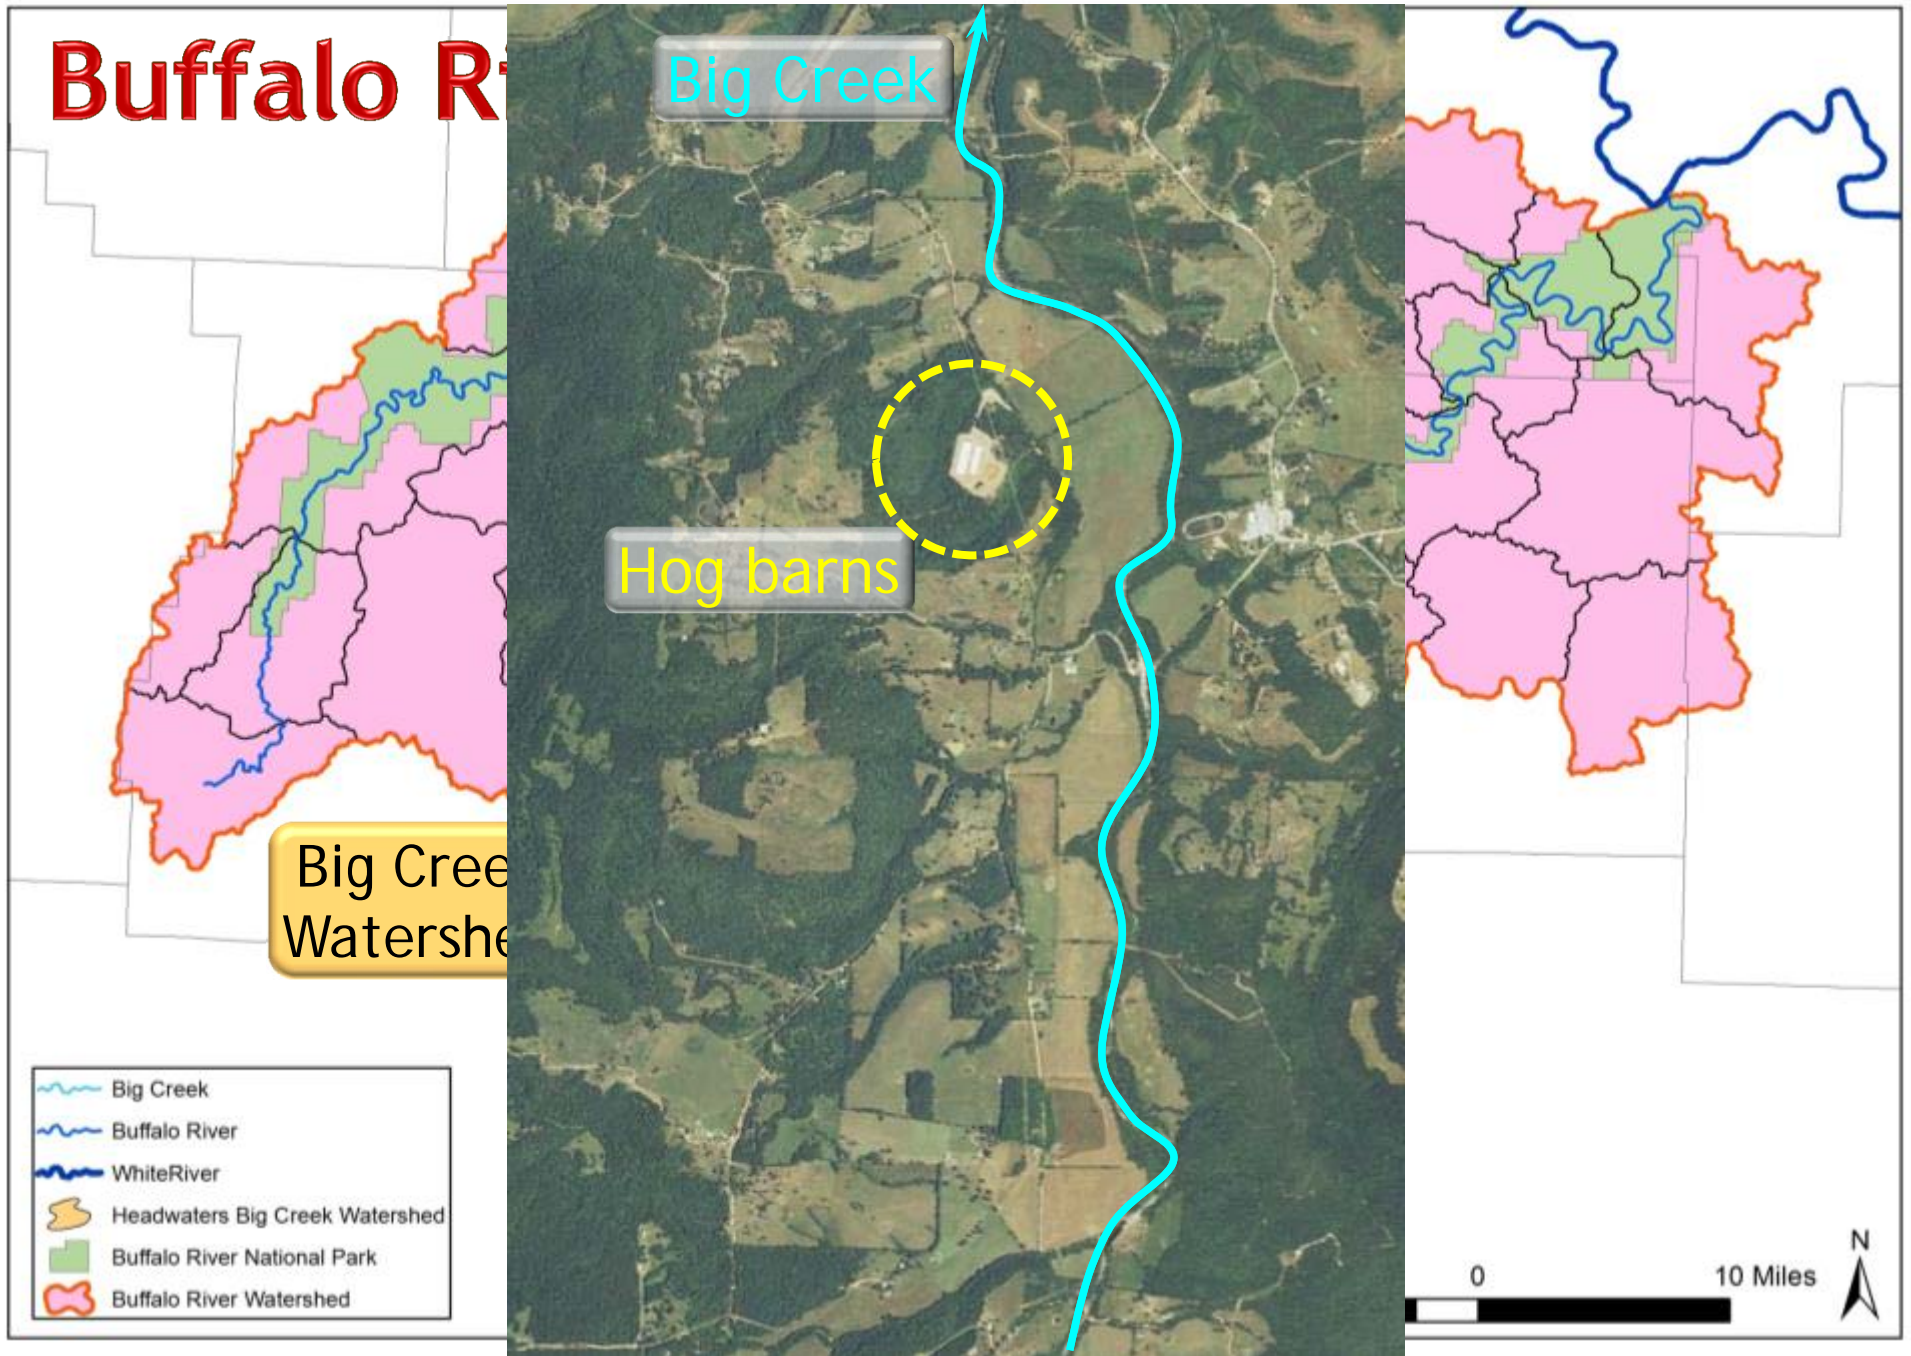 Buffalo Ri
Big Creek
Hog barns
Big Cree
Watershe
Big Creek
Buffalo River
WhiteRiver
Headwaters Big Creek Watershed
Buffalo River National Park
Buffalo River Watershed
0
10 Miles
N